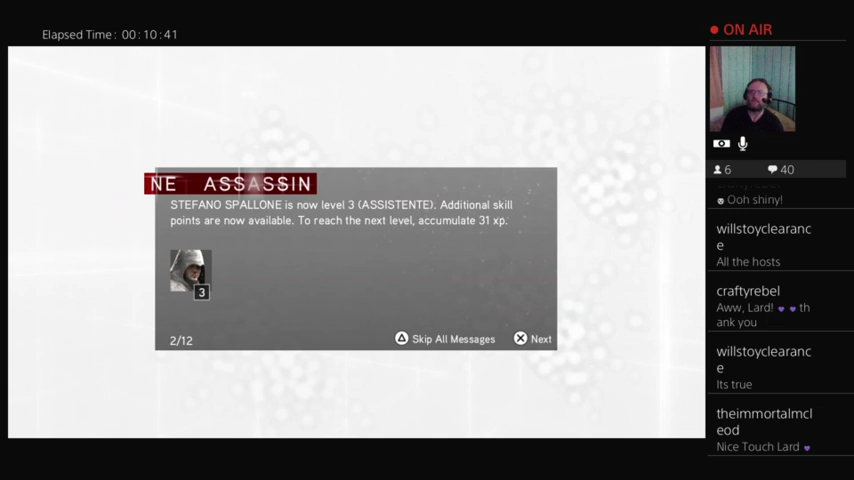 Elapsed Time: 00:10:41
ON AIR
6 40
NE ASSASSIN
STEFANO SPALLONE is now level 3 (ASSISTENTE). Additional skill
points are now available. To reach the next level, accumulate 31 xp.
3
2/12 Skip All Messages Next
Ooh shiny!
willstoyclearanc
e
All the hosts
craftyrebel
Aww, Lard! th
ank you
willstoyclearanc
e
Its true
theimmortalmcl
eod
Nice Touch Lard